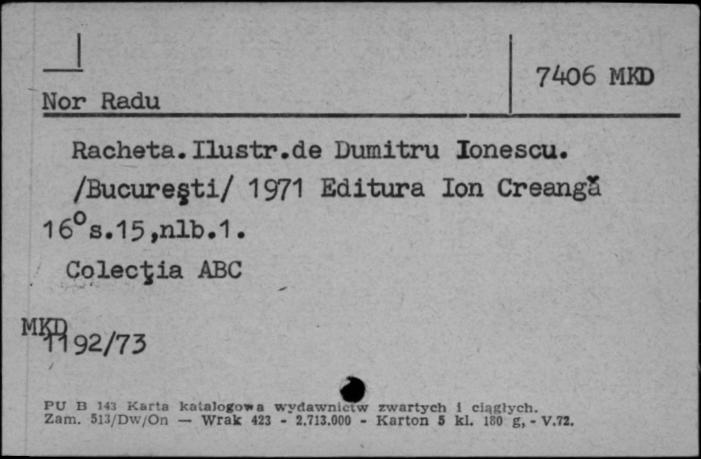 7406 MKD
Nor Radu
Racheta.Ilustr.de Dumitru Ionescu.
/Bucureşti/ 1971 Editura Ion Creangă
16°s.15,nlb.1.
Colecţia ABC
MKD
1192/73
PU B 143 Karta katalogowa wydawnictw zwartych i ciągłych.
Zam. 513/Dw/On — Wrak 423 - 2.713.000 - Karton 5 kl. 180 g, - V.72.